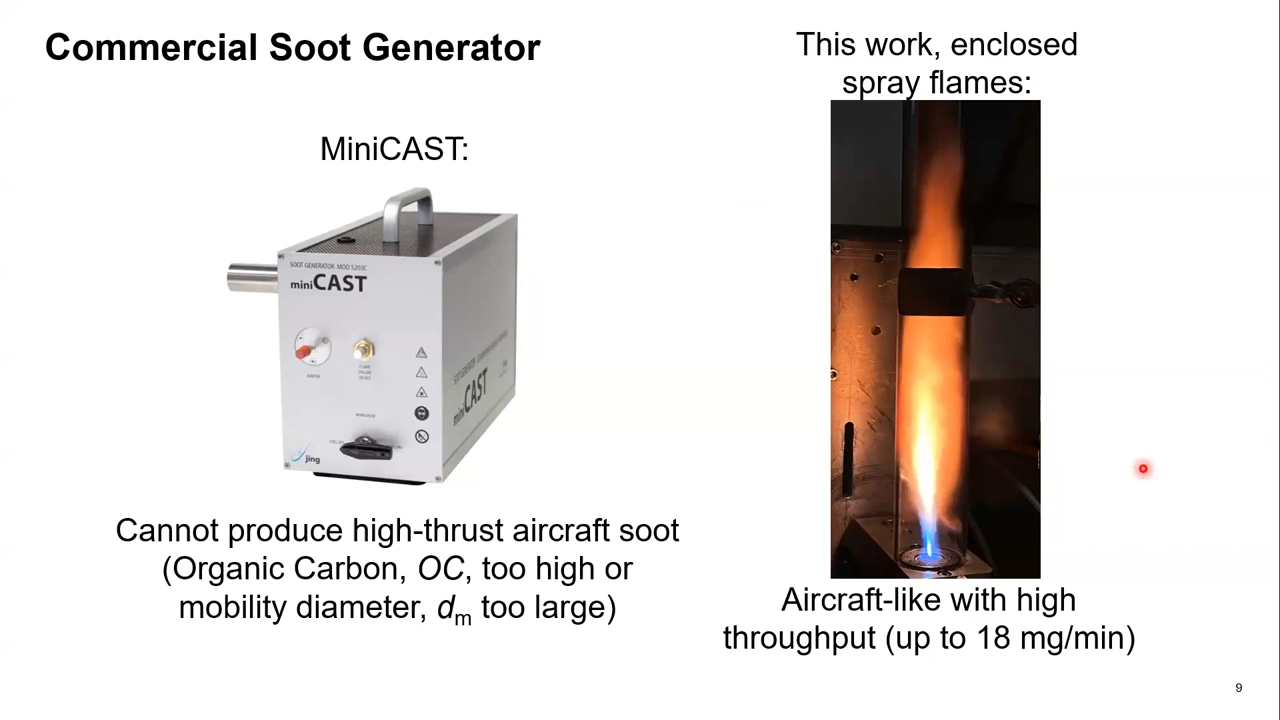 Commercial Soot Generator
MiniCAST:
SOOT GENERATOR MOD 5203C
miniCAST
miniCAST
jing
Cannot produce high-thrust aircraft soot
(Organic Carbon, OC, too high or
mobility diameter, dm too large)
This work, enclosed
spray flames:
Aircraft-like with high
throughput (up to 18 mg/min)
9